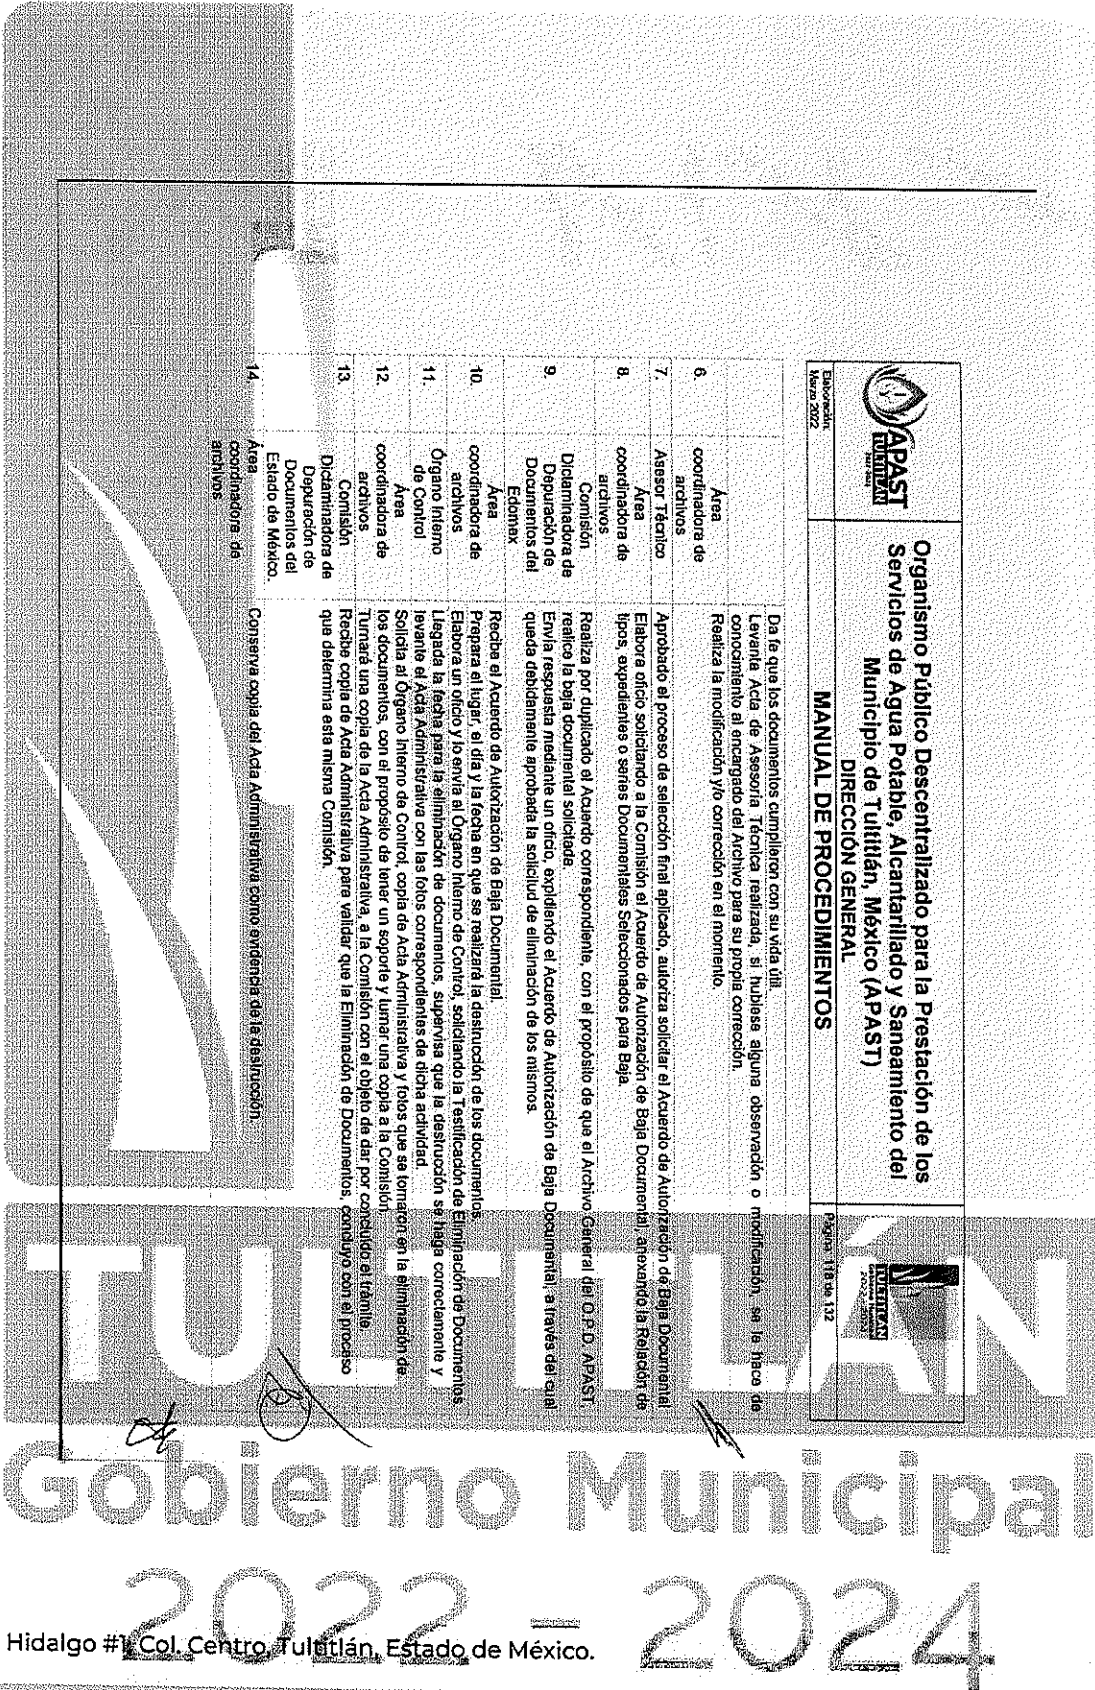 APAST
TULTITLÁN
Organismo Público Descentralizado para la Prestación de los
Servicios de Agua Potable, Alcantarillado y Saneamiento del
Municipio de Tultitlán, México (APAST)
DIRECCIÓN GENERAL
TULTITLÁN
2022 - 2024
Elaboración:
Marzo 2022
MANUAL DE PROCEDIMIENTOS
Página: 118 de 132
Da fe que los documentos cumplieron con su vida útil.
Levanta Acta de Asesoría Técnica realizada, si hubiese alguna observación o modificación, se le hace de
conocimiento al encargado del Archivo para su propia corrección.
6.
Área
coordinadora de
archivos
Realiza la modificación y/o corrección en el momento.
7.
Asesor Técnico
Aprobado el proceso de selección final aplicado, autoriza solicitar el Acuerdo de Autorización de Baja Documental
8.
Área
coordinadora de
archivos
Elabora oficio solicitando a la Comisión el Acuerdo de Autorización de Baja Documental, anexando la Relación de
tipos, expedientes o series Documentales Seleccionados para Baja.
9.
Comisión
Dictaminadora de
Depuración de
Documentos del
Edomex
Realiza por duplicado el Acuerdo correspondiente, con el propósito de que el Archivo General del O.P.D. APAST,
realice la baja documental solicitada.
Envía respuesta mediante un oficio, expidiendo el Acuerdo de Autorización de Baja Documental, a través del cual
queda debidamente aprobada la solicitud de eliminación de los mismos.
10.
Área
coordinadora de
archivos
Recibe el Acuerdo de Autorización de Baja Documental.
Prepara el lugar, el día y la fecha en que se realizará la destrucción de los documentos.
Elabora un oficio y lo envía al Órgano Interno de Control, solicitando la Testificación de Eliminación de Documentos
11.
Órgano Interno
de Control
Llegada la fecha para la eliminación de documentos, supervisa que la destrucción se haga correctamente y
levante el Acta Administrativa con las fotos correspondientes de dicha actividad.
12.
Área
coordinadora de
archivos
Solicita al Órgano Interno de Control, copia de Acta Administrativa y fotos que se tomaron en la eliminación de
los documentos, con el propósito de tener un soporte y turnar una copia a la Comisión.
Turnará una copia de la Acta Administrativa, a la Comisión con el objeto de dar por concluido el trámite.
13.
Comisión
Dictaminadora de
Depuración de
Documentos del
Estado de México.
Recibe copia de Acta Administrativa para validar que la Eliminación de Documentos, concluyo con el proceso
que determina esta misma Comisión.
14.
Área
coordinadora de
archivos
Conserva copia del Acta Administrativa como evidencia de la destrucción.
TULTITLÁN
Gobierno Municipal
2022 - 2024
Hidalgo #1, Col. Centro, Tultitlán, Estado de México.